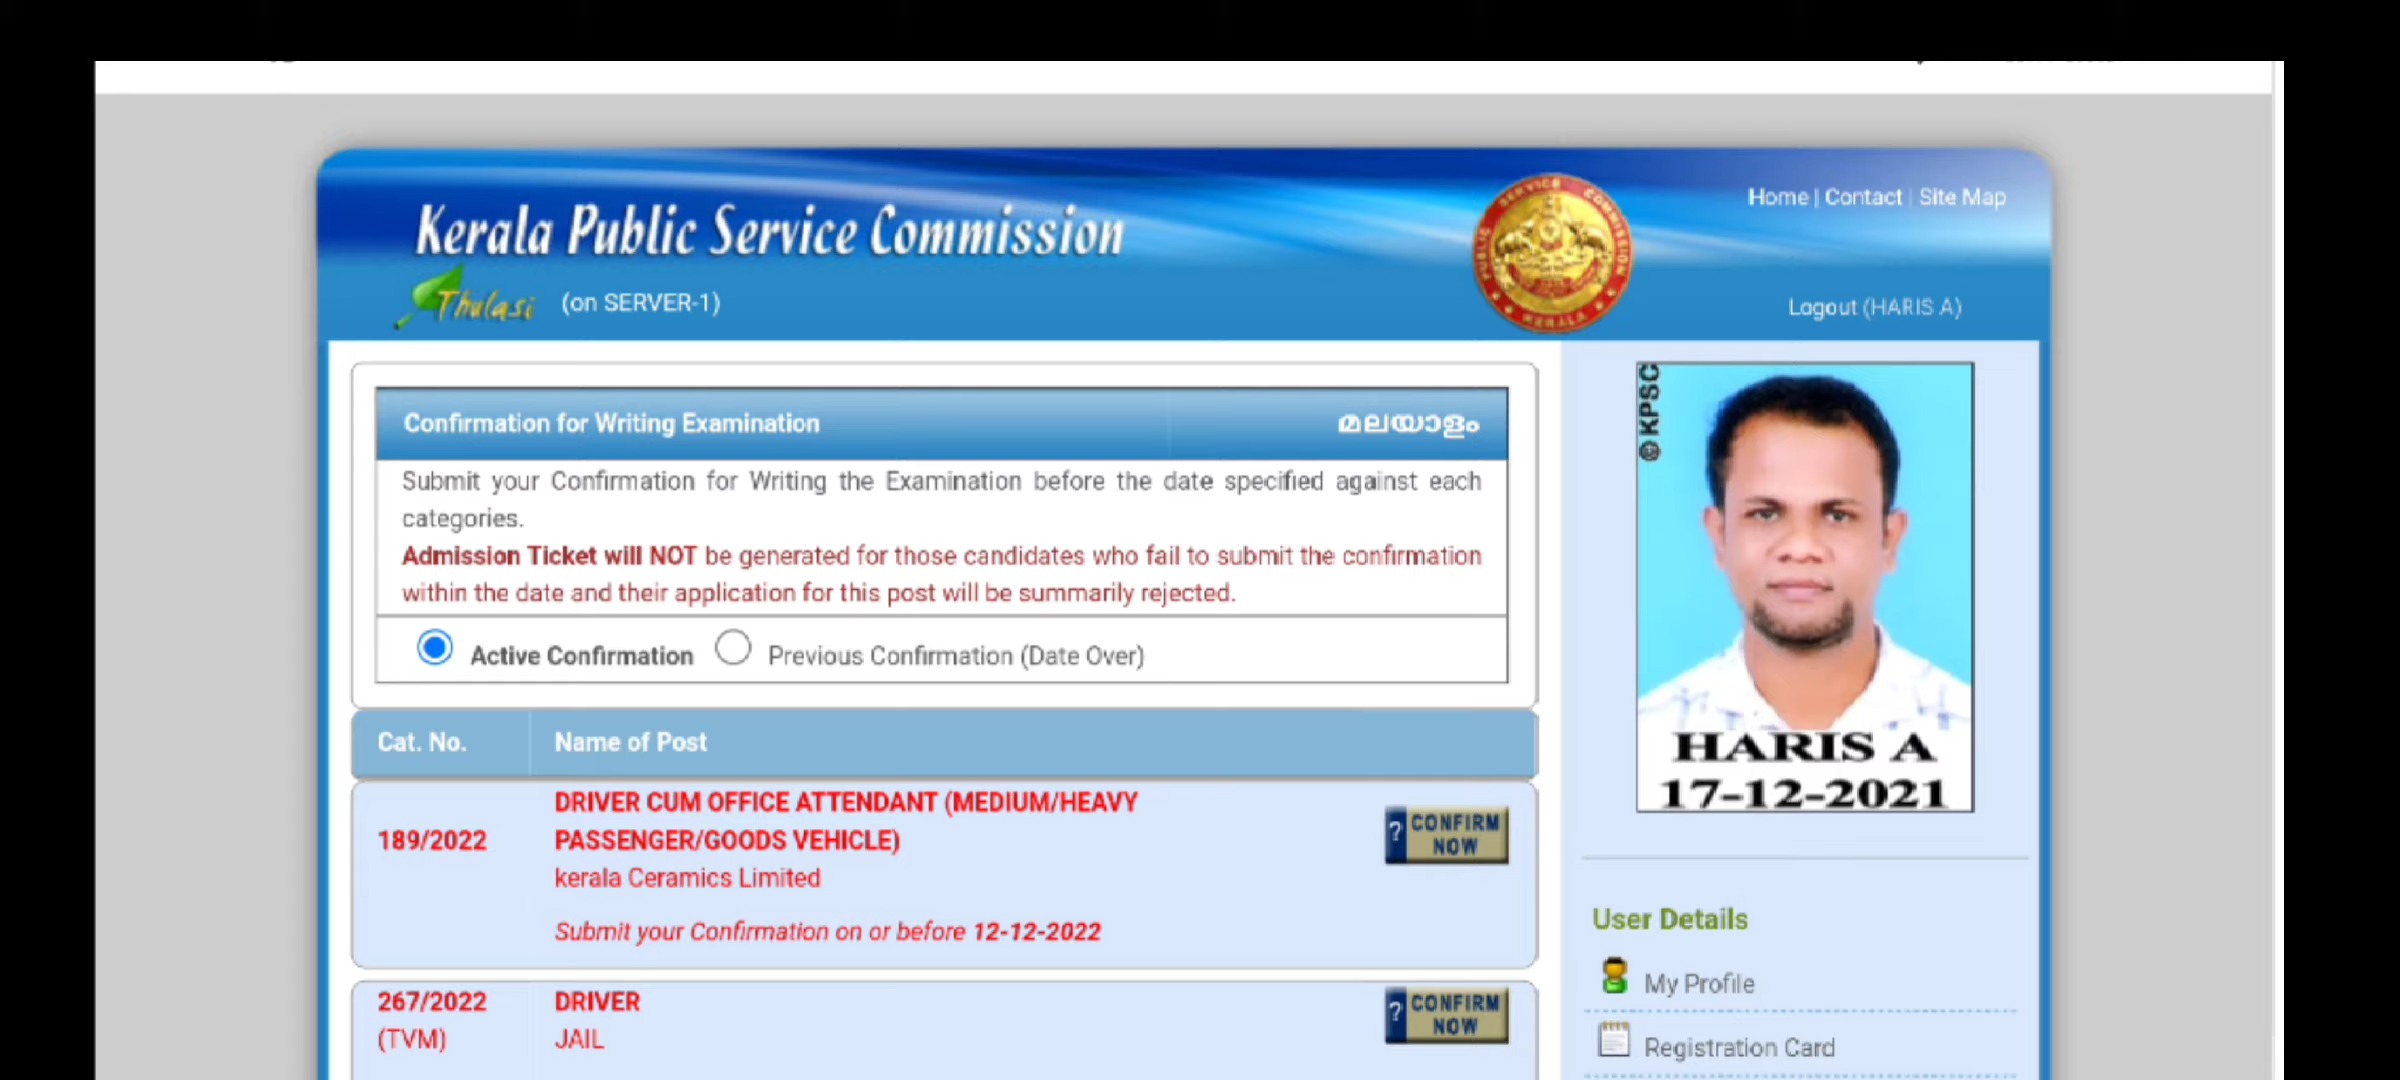 Home | Contact | Site Map
Kerala Public Service Commission
PUBLIC SERVICE COMMISSION
KERALA
Thulasi (on SERVER-1)
Logout (HARIS A)
Confirmation for Writing Examination മലയാളം
Submit your Confirmation for Writing the Examination before the date specified against each
categories.
Admission Ticket will NOT be generated for those candidates who fail to submit the confirmation
within the date and their application for this post will be summarily rejected.
Active Confirmation Previous Confirmation (Date Over)
Cat. No. Name of Post
189/2022
DRIVER CUM OFFICE ATTENDANT (MEDIUM/HEAVY
PASSENGER/GOODS VEHICLE)
kerala Ceramics Limited
Submit your Confirmation on or before 12-12-2022
? CONFIRM
NOW
267/2022 DRIVER
(TVM) JAIL
? CONFIRM
NOW
© KPSC
HARIS A
17-12-2021
User Details
My Profile
Registration Card